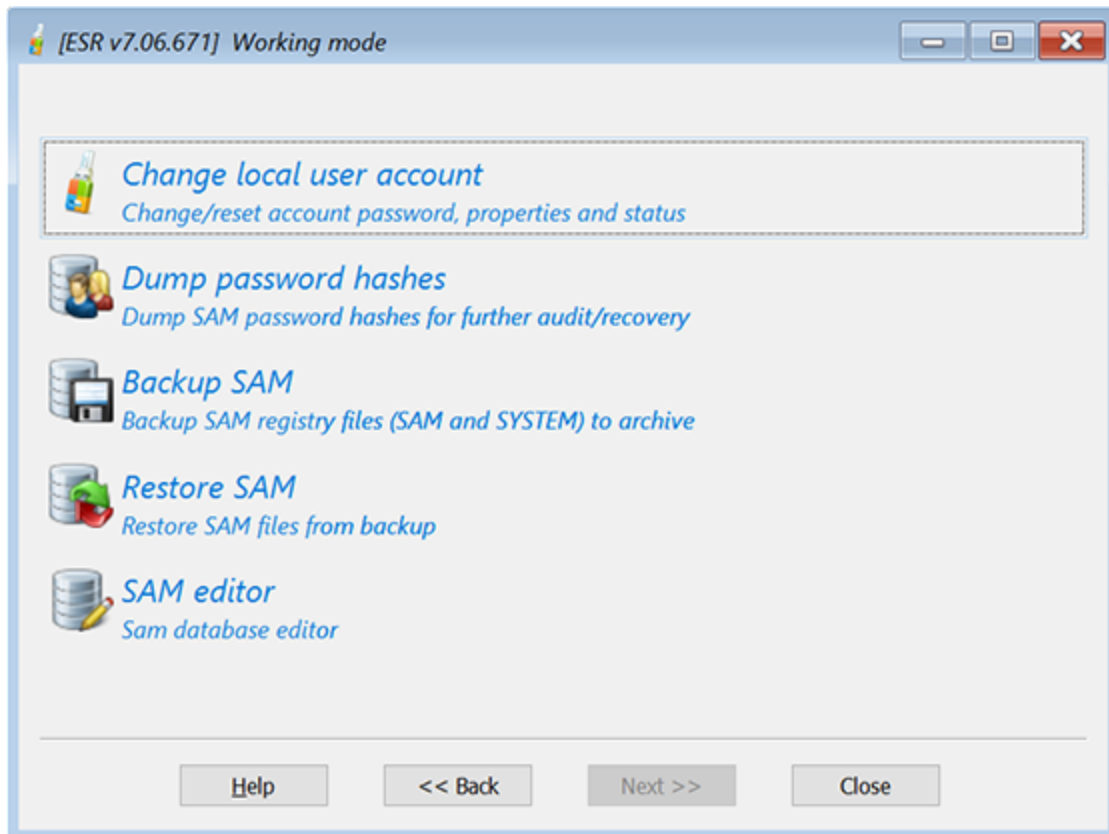 [ESR v7.06.671] Working mode
Change local user account
Change/reset account password, properties and status
Dump password hashes
Dump SAM password hashes for further audit/recovery
Backup SAM
Backup SAM registry files (SAM and SYSTEM) to archive
Restore SAM
Restore SAM files from backup
SAM editor
Sam database editor
Help << Back Next >> Close